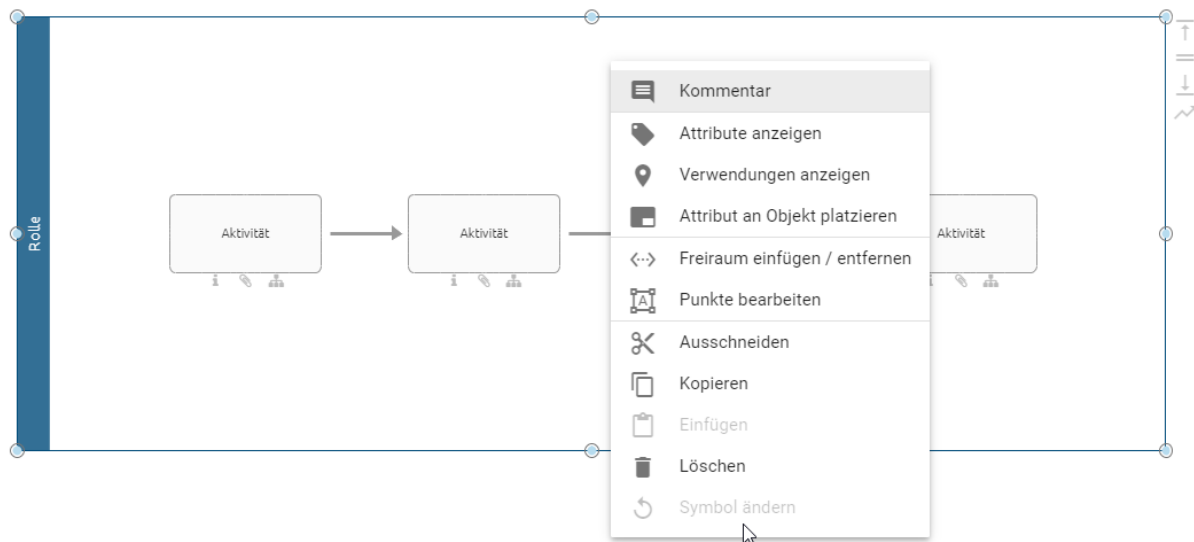 Rolle
Aktivität
Aktivität
Aktivität
Kommentar
Attribute anzeigen
Verwendungen anzeigen
Attribut an Objekt platzieren
Freiraum einfügen / entfernen
Punkte bearbeiten
Ausschneiden
Kopieren
Einfügen
Löschen
Symbol ändern